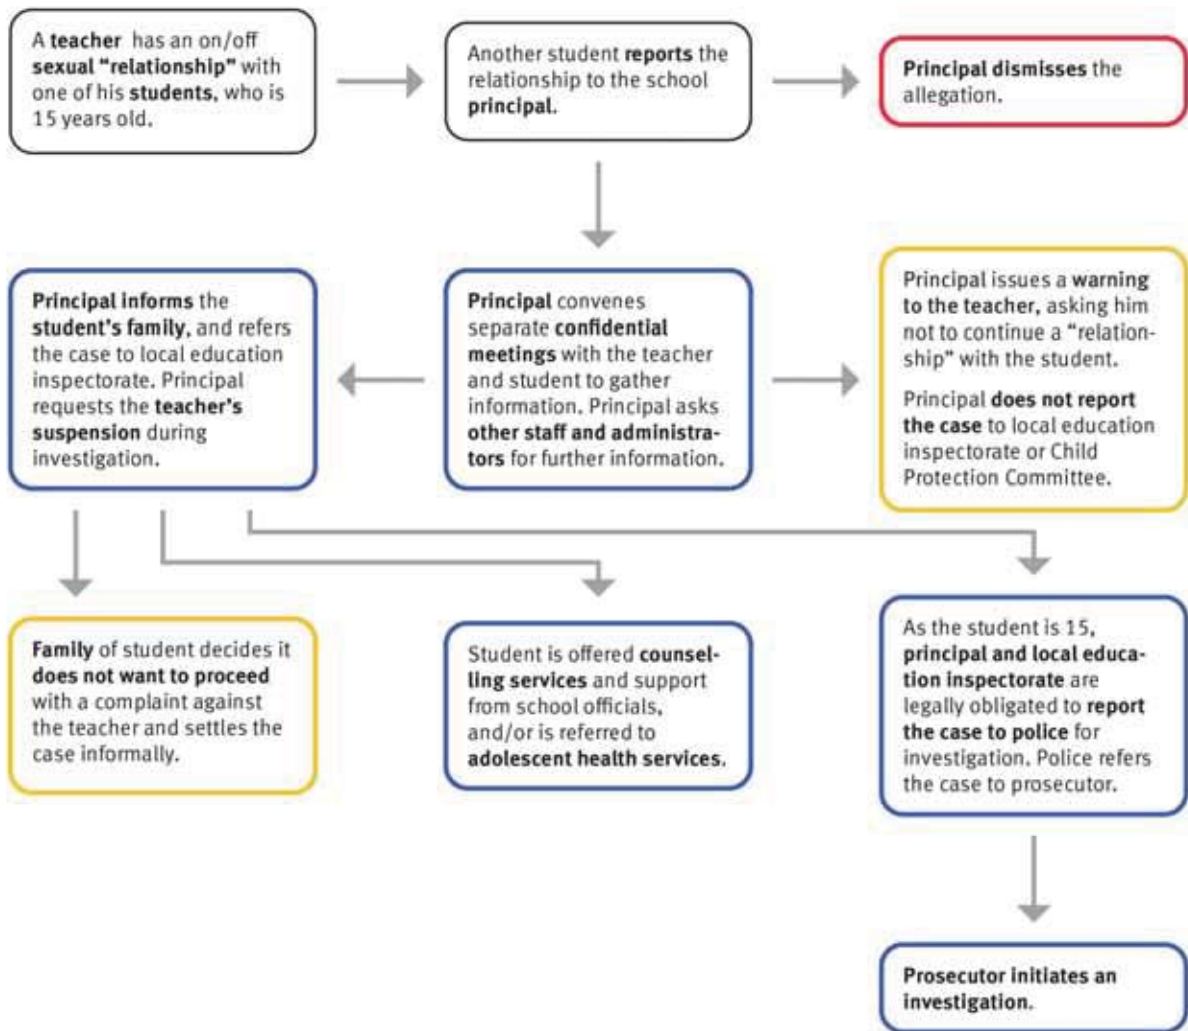 A teacher has an on/off
sexual “relationship” with
one of his students, who is
15 years old.
Another student reports the
relationship to the school
principal.
Principal dismisses the
allegation.
Principal informs the
student’s family, and refers
the case to local education
inspectorate. Principal
requests the teacher’s
suspension during
investigation.
Principal convenes
separate confidential
meetings with the teacher
and student to gather
information. Principal asks
other staff and administra-
tors for further information.
Principal issues a warning
to the teacher, asking him
not to continue a “relation-
ship” with the student.
Principal does not report
the case to local education
inspectorate or Child
Protection Committee.
Family of student decides it
does not want to proceed
with a complaint against
the teacher and settles the
case informally.
Student is offered counsel-
ling services and support
from school officials,
and/or is referred to
adolescent health services.
As the student is 15,
principal and local educa-
tion inspectorate are
legally obligated to report
the case to police for
investigation. Police refers
the case to prosecutor.
Prosecutor initiates an
investigation.